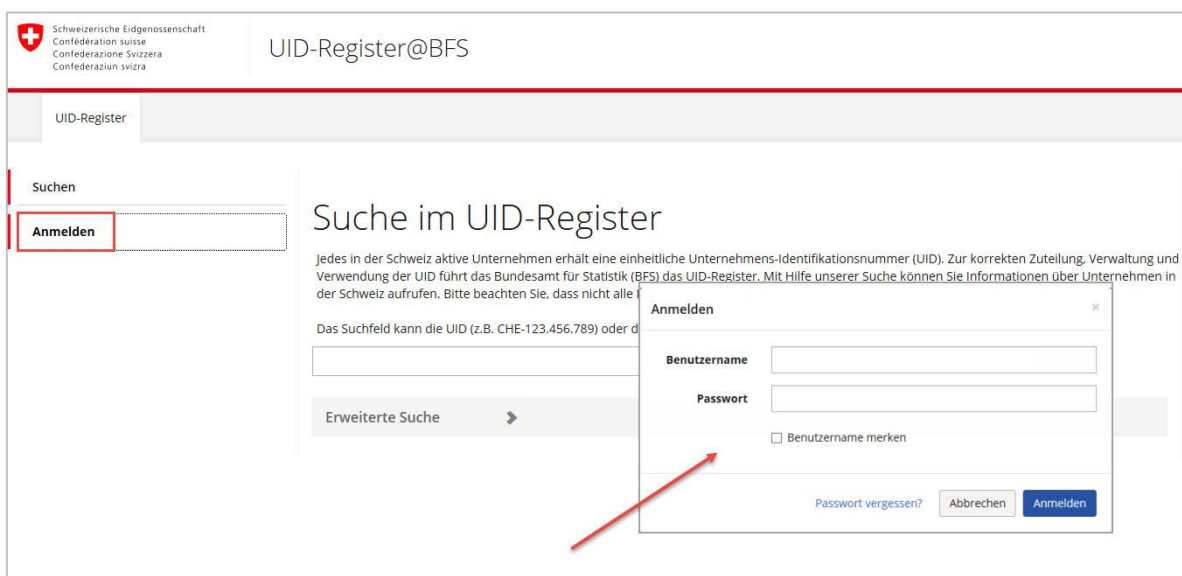 Schweizerische Eidgenossenschaft
Confédération suisse
Confederazione Svizzera
Confederaziun svizra
UID-Register@BFS
UID-Register
Suchen
Anmelden
Suche im UID-Register
Jedes in der Schweiz aktive Unternehmen erhält eine einheitliche Unternehmens-Identifikationsnummer (UID). Zur korrekten Zuteilung, Verwaltung und
Verwendung der UID führt das Bundesamt für Statistik (BFS) das UID-Register. Mit Hilfe unserer Suche können Sie Informationen über Unternehmen in
der Schweiz aufrufen. Bitte beachten Sie, dass nicht alle
Das Suchfeld kann die UID (z.B. CHE-123.456.789) oder
Erweiterte Suche
Anmelden
Benutzername
Passwort
Benutzername merken
Passwort vergessen?
Abbrechen
Anmelden